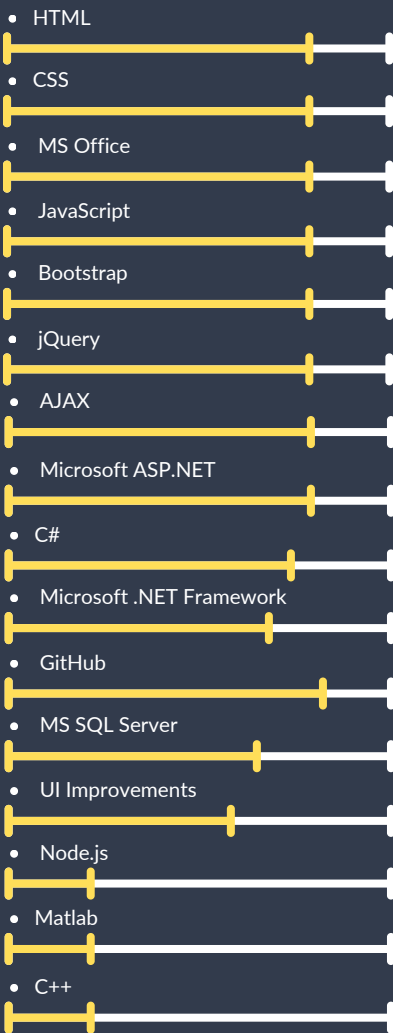 • HTML
• CSS
• MS Office
• JavaScript
• Bootstrap
• jQuery
• AJAX
• Microsoft ASP.NET
• C#
• Microsoft .NET Framework
• GitHub
• MS SQL Server
• UI Improvements
• Node.js
• Matlab
• C++